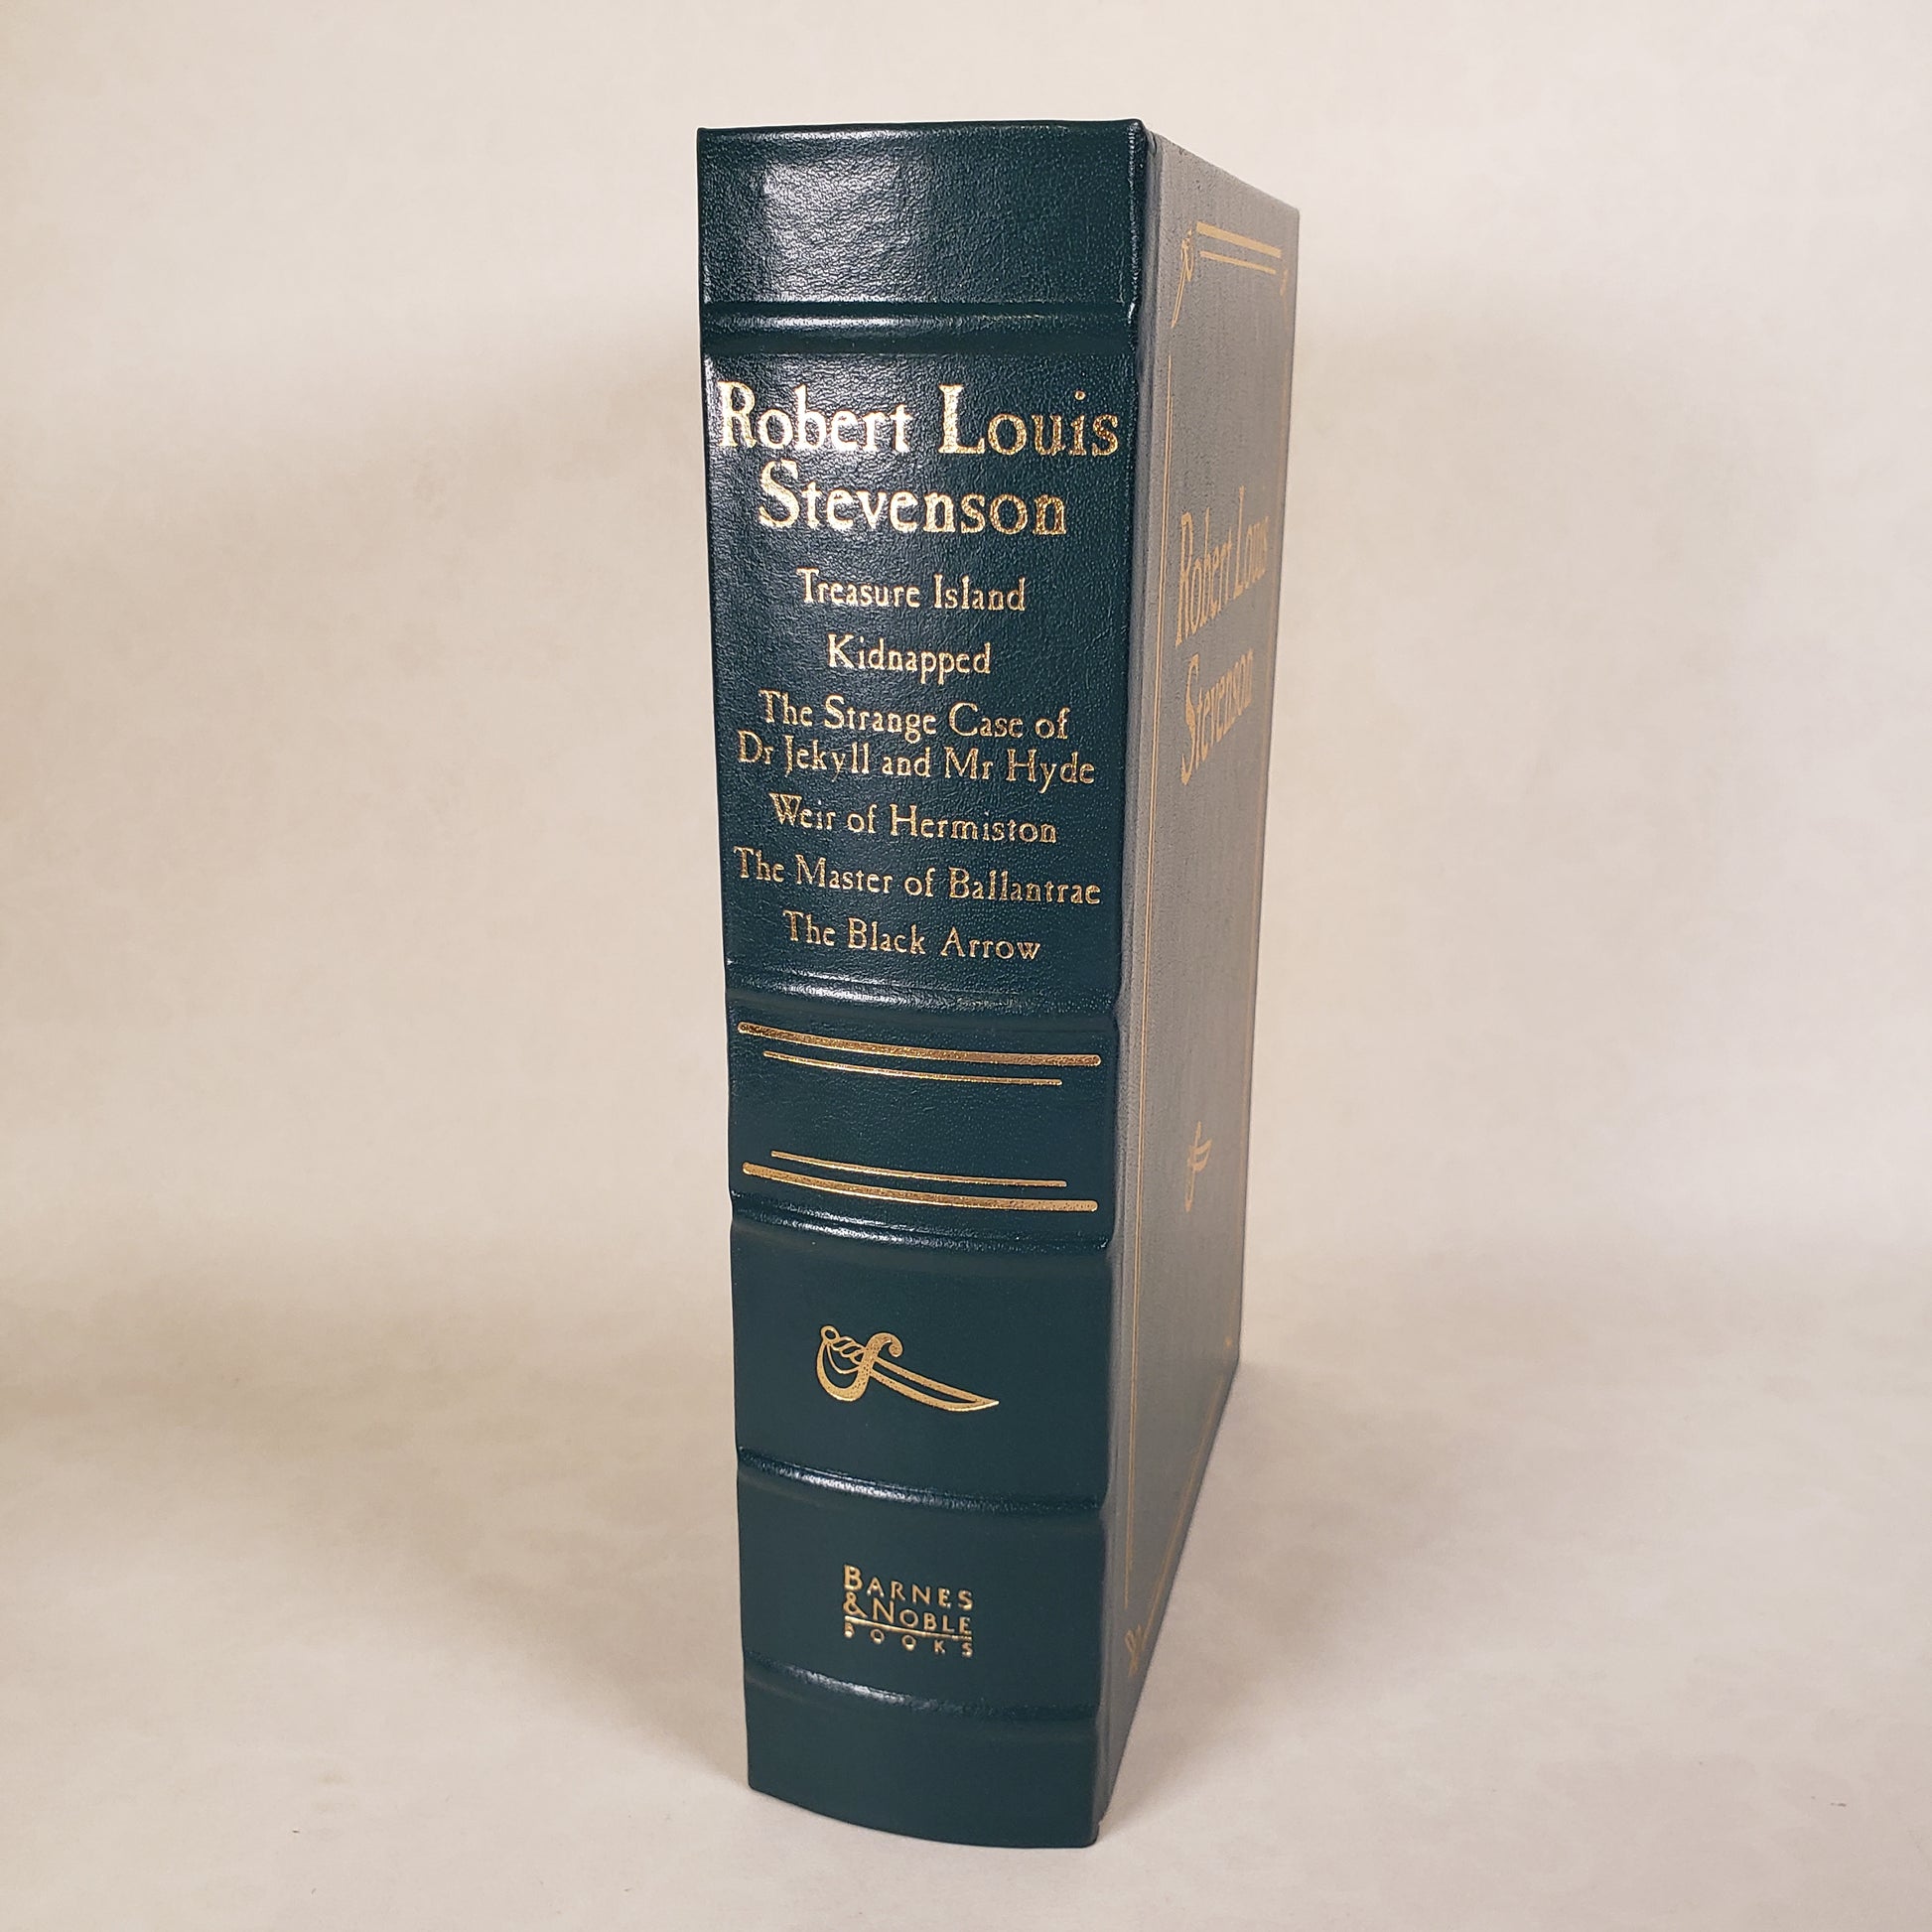 Robert Louis
Stevenson
Treasure Island
Kidnapped
The Strange Case of
Dr Jekyll and Mr Hyde
Weir of Hermiston
The Master of Ballantrae
The Black Arrow
BARNES
&NOBLE
BOOKS
Robert Louis
Stevenson